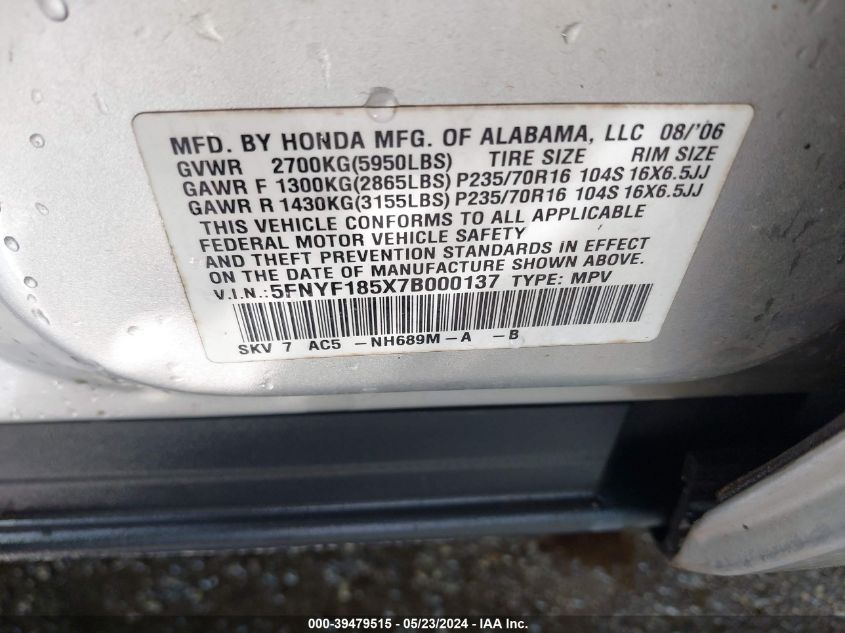 MFD. BY HONDA MFG. OF ALABAMA, LLC 08/'06
GVWR 2700KG(5950LBS) TIRE SIZE RIM SIZE
GAWR F 1300KG(2865LBS) P235/70R16 104S 16X6.5JJ
GAWR R 1430KG(3155LBS) P235/70R16 104S 16X6.5JJ
THIS VEHICLE CONFORMS TO ALL APPLICABLE
FEDERAL MOTOR VEHICLE SAFETY
AND THEFT PREVENTION STANDARDS IN EFFECT
ON THE DATE OF MANUFACTURE SHOWN ABOVE.
V.I.N.: 5FNYF185X7B000137 TYPE: MPV
SKV 7 AC5 -NH689M-A -B
000-39479515 - 05/23/2024 - IAA Inc.